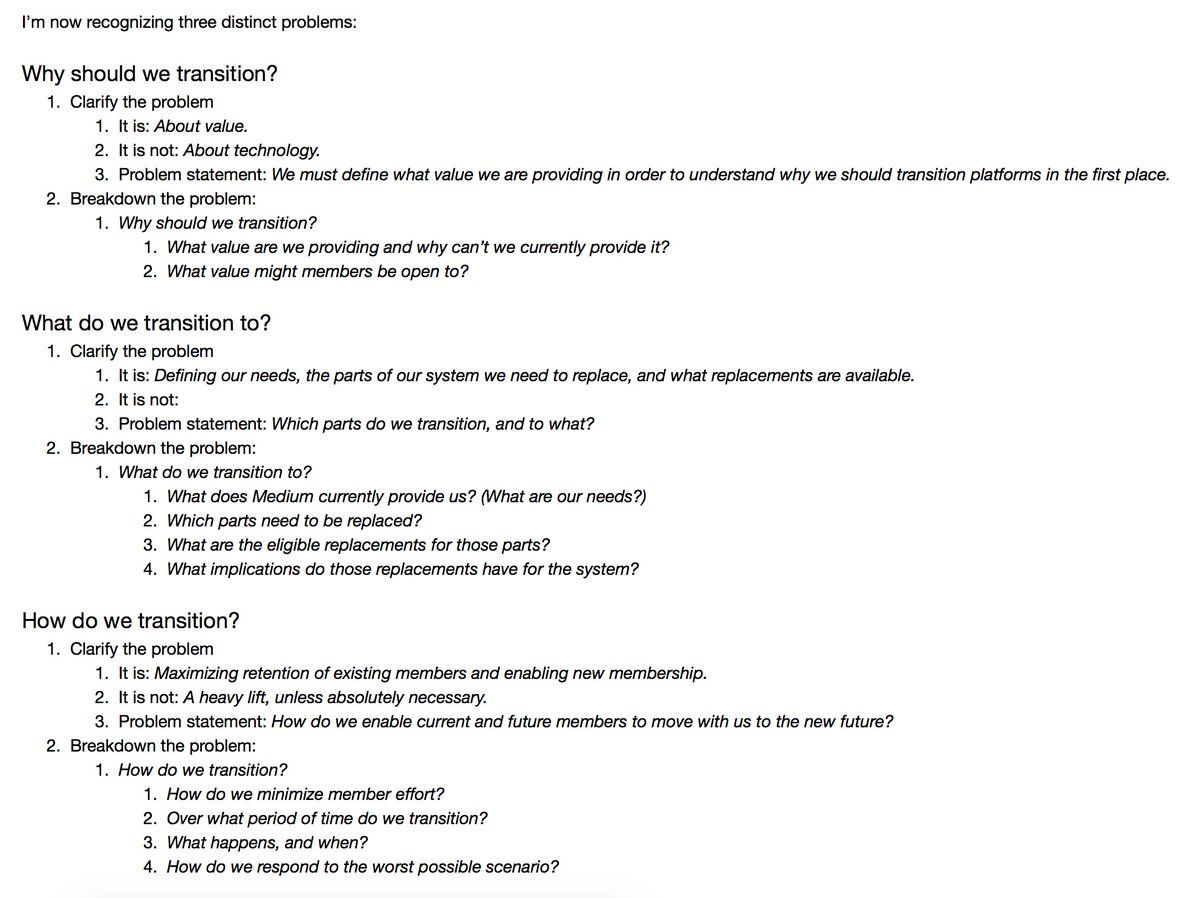 I’m now recognizing three distinct problems:
Why should we transition?
1. Clarify the problem
1. It is: About value.
2. It is not: About technology.
3. Problem statement: We must define what value we are providing in order to understand why we should transition platforms in the first place.
2. Breakdown the problem:
1. Why should we transition?
1. What value are we providing and why can’t we currently provide it?
2. What value might members be open to?
What do we transition to?
1. Clarify the problem
1. It is: Defining our needs, the parts of our system we need to replace, and what replacements are available.
2. It is not:
3. Problem statement: Which parts do we transition, and to what?
2. Breakdown the problem:
1. What do we transition to?
1. What does Medium currently provide us? (What are our needs?)
2. Which parts need to be replaced?
3. What are the eligible replacements for those parts?
4. What implications do those replacements have for the system?
How do we transition?
1. Clarify the problem
1. It is: Maximizing retention of existing members and enabling new membership.
2. It is not: A heavy lift, unless absolutely necessary.
3. Problem statement: How do we enable current and future members to move with us to the new future?
2. Breakdown the problem:
1. How do we transition?
1. How do we minimize member effort?
2. Over what period of time do we transition?
3. What happens, and when?
4. How do we respond to the worst possible scenario?